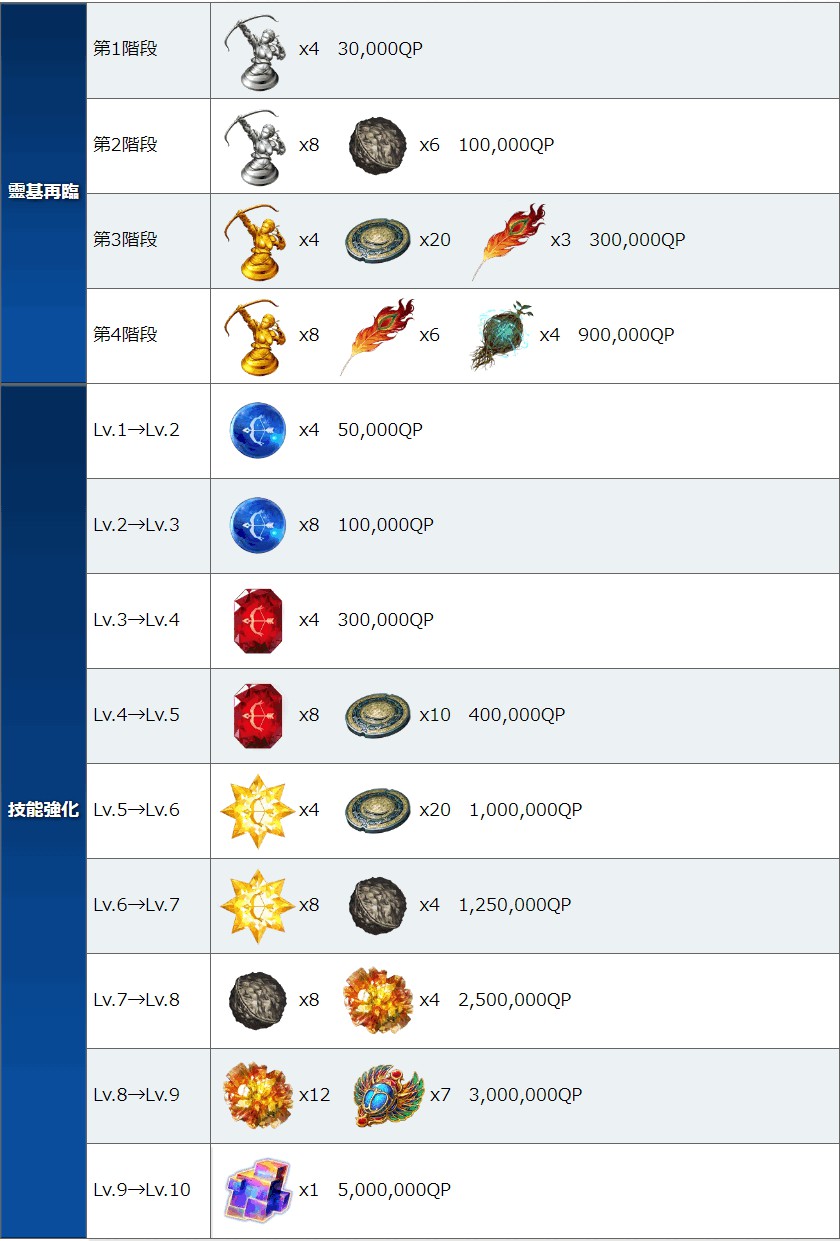 靈基再臨
第1階段 x4 30,000QP
第2階段 x8 x6 100,000QP
第3階段 x4 x20 x3 300,000QP
第4階段 x8 x6 x4 900,000QP
技能強化
Lv.1→Lv.2 x4 50,000QP
Lv.2→Lv.3 x8 100,000QP
Lv.3→Lv.4 x4 300,000QP
Lv.4→Lv.5 x8 x10 400,000QP
Lv.5→Lv.6 x4 x20 1,000,000QP
Lv.6→Lv.7 x8 x4 1,250,000QP
Lv.7→Lv.8 x8 x4 2,500,000QP
Lv.8→Lv.9 x12 x7 3,000,000QP
Lv.9→Lv.10 x1 5,000,000QP